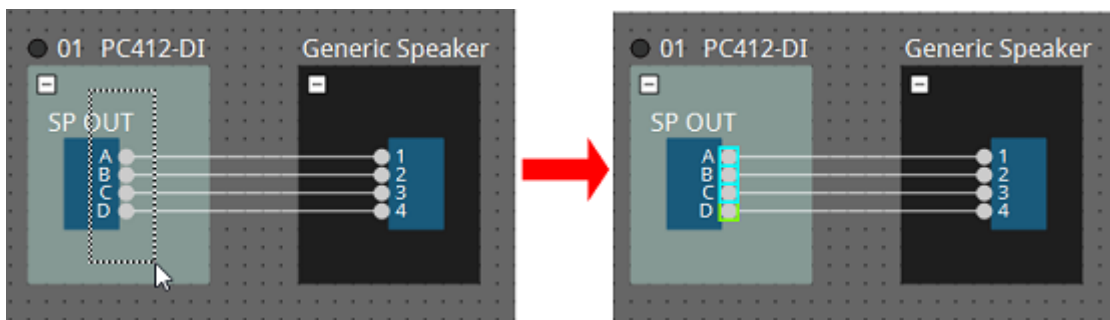 01 PC412-DI
Generic Speaker
SP OUT
A
B
C
D
1
2
3
4
01 PC412-DI
Generic Speaker
SP OUT
A
B
C
D
1
2
3
4